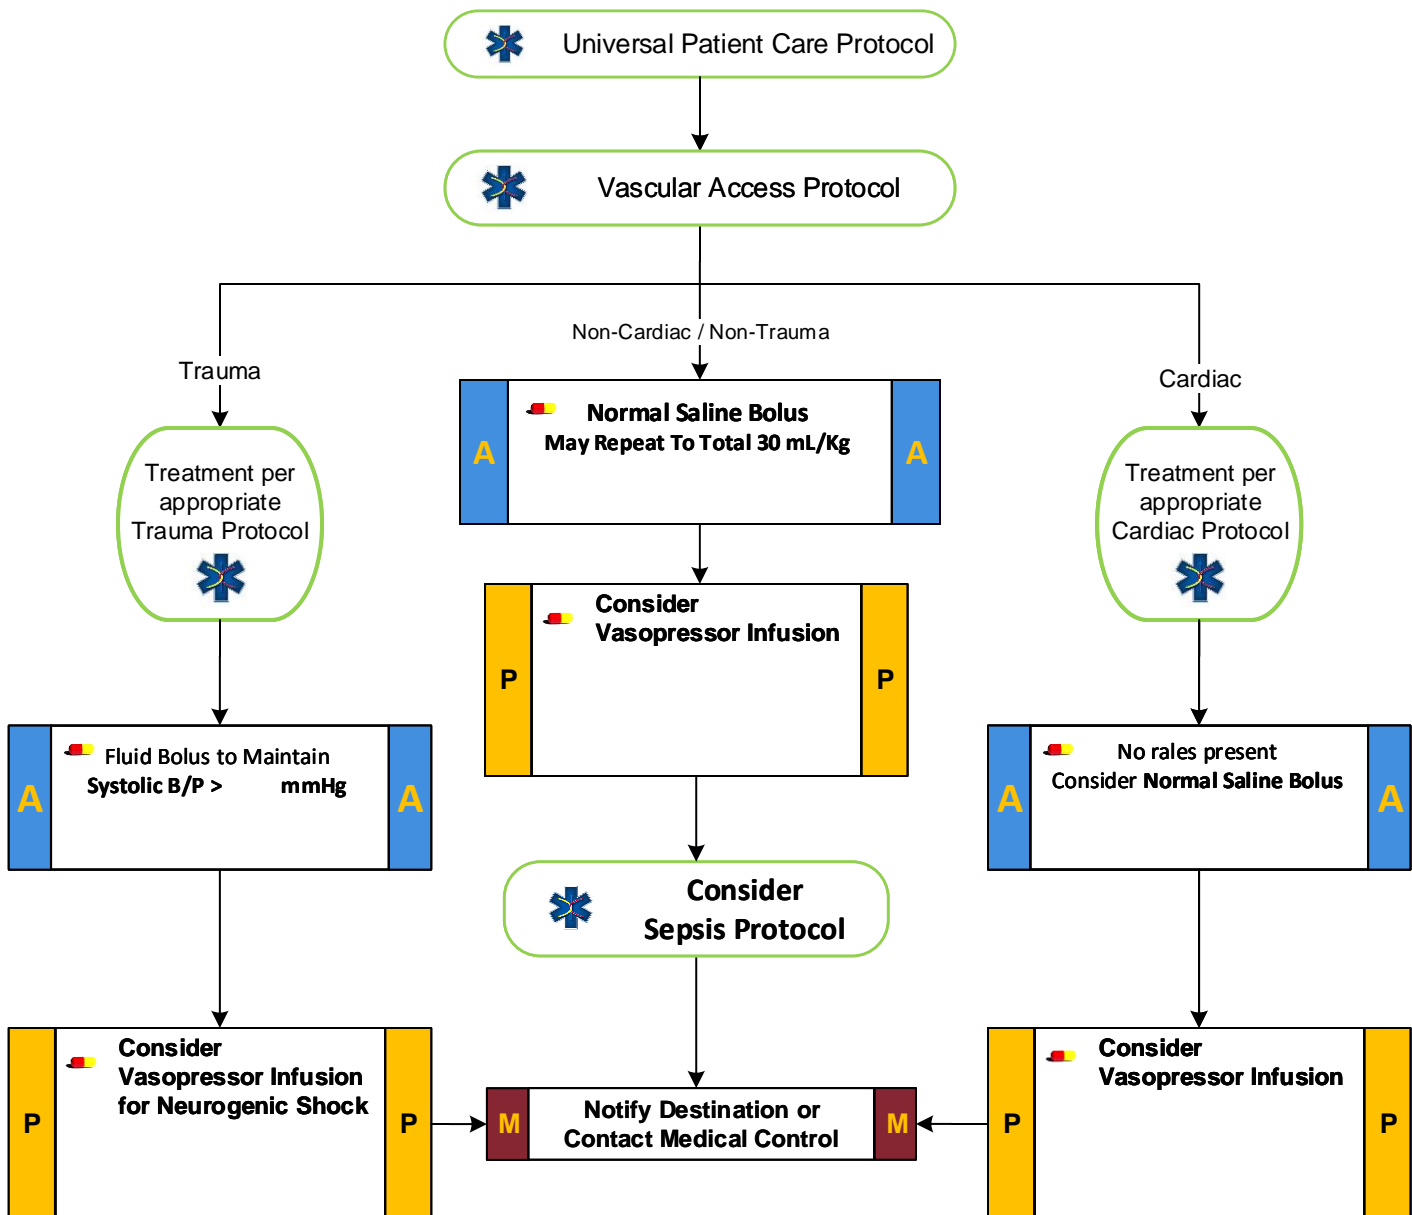 Universal Patient Care Protocol
Vascular Access Protocol
Non-Cardiac / Non-Trauma
Trauma
Cardiac
Treatment per
appropriate
Trauma Protocol
A
Normal Saline Bolus
May Repeat To Total 30 mL/Kg
A
Treatment per
appropriate
Cardiac Protocol
P
Consider
Vasopressor Infusion
P
A
Fluid Bolus to Maintain
Systolic B/P > mmHg
A
A
No rales present
Consider Normal Saline Bolus
A
Consider
Sepsis Protocol
P
Consider
Vasopressor Infusion
for Neurogenic Shock
P
M
Notify Destination or
Contact Medical Control
M
P
Consider
Vasopressor Infusion
P